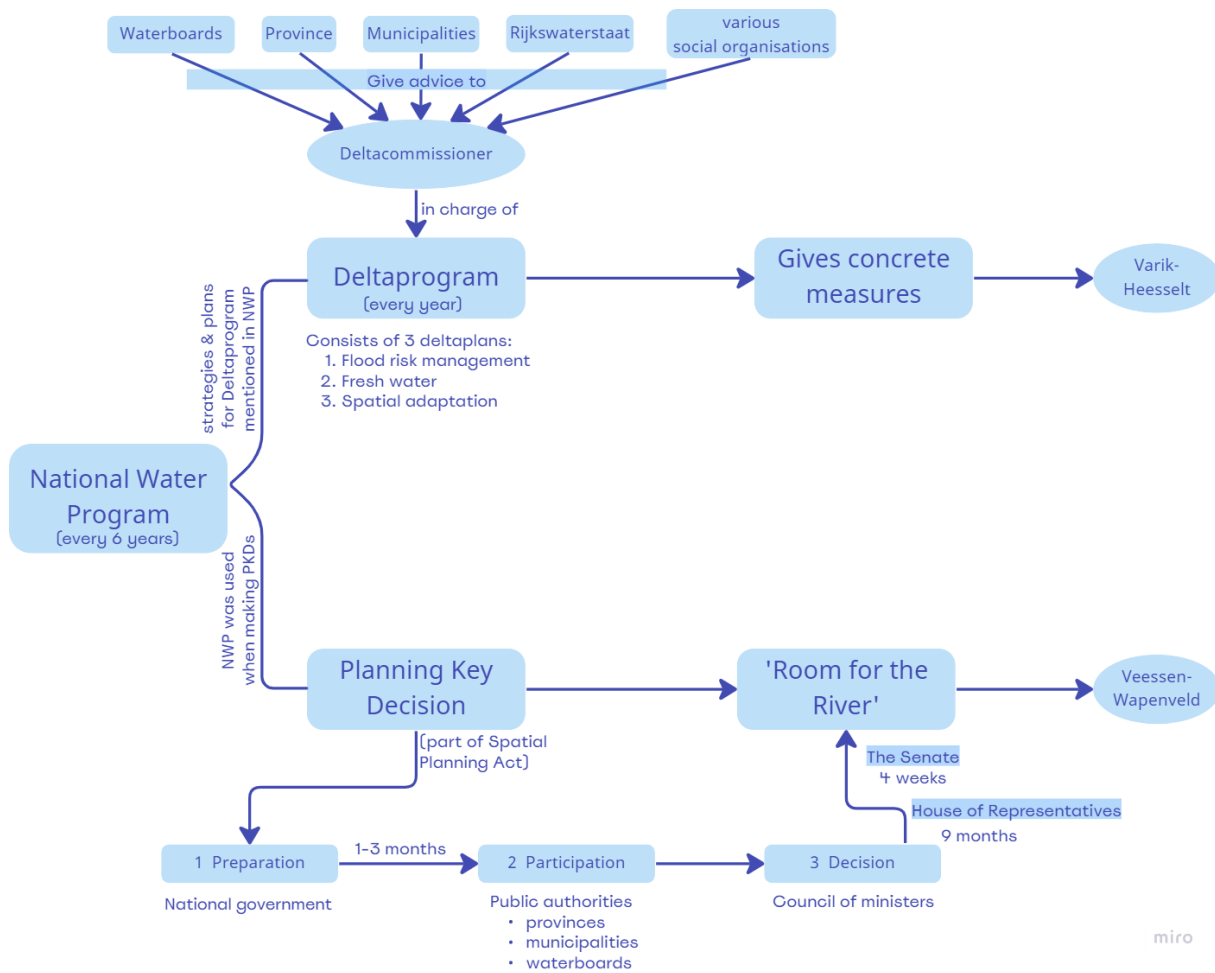 Waterboards
Province
Municipalities
Rijkswaterstaat
various
social organisations
Give advice to
Deltacommissioner
in charge of
Deltaprogram
(every year)
Gives concrete
measures
Varik-
Heesselt
Consists of 3 deltaplans:
1. Flood risk management
2. Fresh water
3. Spatial adaptation
strategies & plans
for Deltaprogram
mentioned in NWP
National Water
Program
(every 6 years)
NWP was used
when making PKDs
Planning Key
Decision
'Room for the
River'
Veessen-
Wapenveld
(part of Spatial
Planning Act)
The Senate
4 weeks
House of Representatives
9 months
1 Preparation
1-3 months
2 Participation
3 Decision
National government
Public authorities
• provinces
• municipalities
• waterboards
Council of ministers
miro